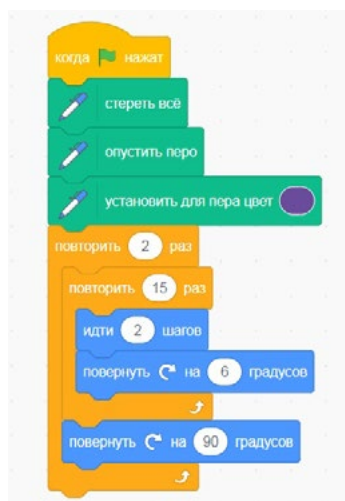 когда нажат
стереть всё
опустить перо
установить для пера цвет
повторить 2 раз
повторить 15 раз
идти 2 шагов
повернуть на 6 градусов
повернуть на 90 градусов